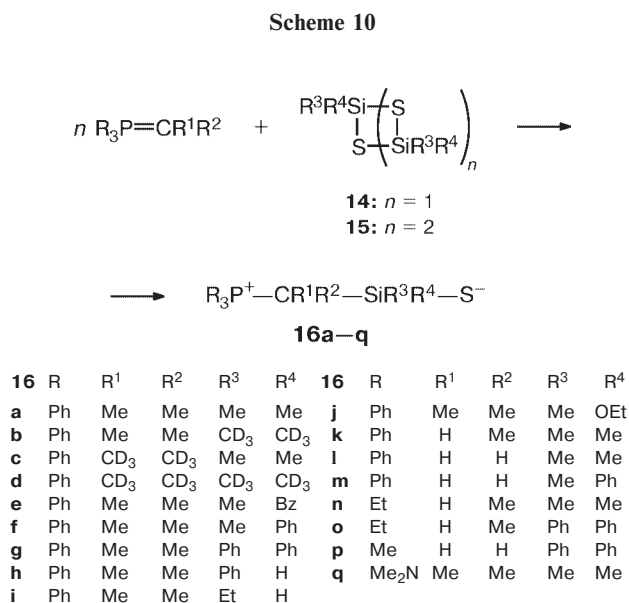 Scheme 10
n R₃P=CR¹R² + R³R⁴Si—S
S—SiR³R⁴ n
14: n = 1
15: n = 2
R₃P⁺—CR¹R²—SiR³R⁴—S⁻
16a—q
16 R R¹ R² R³ R⁴ 16 R R¹ R² R³ R⁴
a Ph Me Me Me Me j Ph Me Me Me OEt
b Ph Me Me CD₃ CD₃ k Ph H Me Me Me
c Ph CD₃ CD₃ Me Me l Ph H H Me Me
d Ph CD₃ CD₃ CD₃ CD₃ m Ph H H Me Ph
e Ph Me Me Me Bz n Et H Me Me Me
f Ph Me Me Me Ph o Et H Me Ph Ph
g Ph Me Me Ph Ph p Me H H Ph Ph
h Ph Me Me Ph H q Me₂N Me Me Me Me
i Ph Me Me Et H